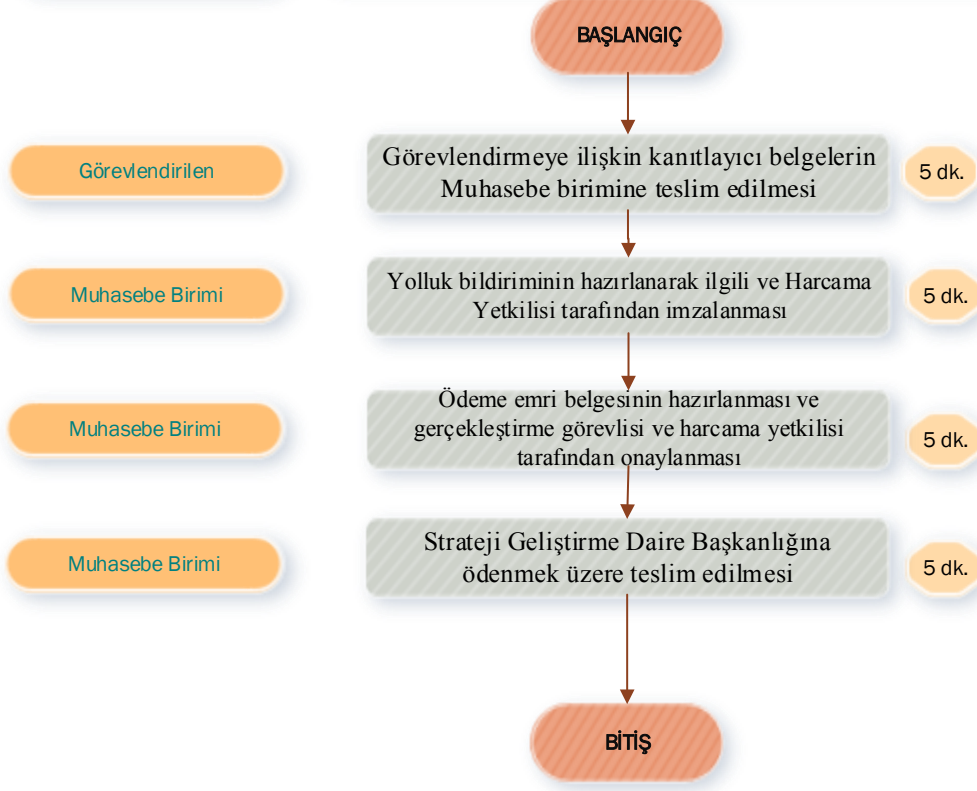 BAŞLANGIÇ
Görevlendirilen
Görevlendirmeye ilişkin kanıtlayıcı belgelerin
Muhasebe birimine teslim edilmesi
5 dk.
Muhasebe Birimi
Yolluk bildiriminin hazırlanarak ilgili ve Harcama
Yetkilisi tarafından imzalanması
5 dk.
Muhasebe Birimi
Ödeme emri belgesinin hazırlanması ve
gerçekleştirme görevlisi ve harcama yetkilisi
tarafından onaylanması
5 dk.
Muhasebe Birimi
Strateji Geliştirme Daire Başkanlığına
ödenmek üzere teslim edilmesi
5 dk.
BİTİŞ